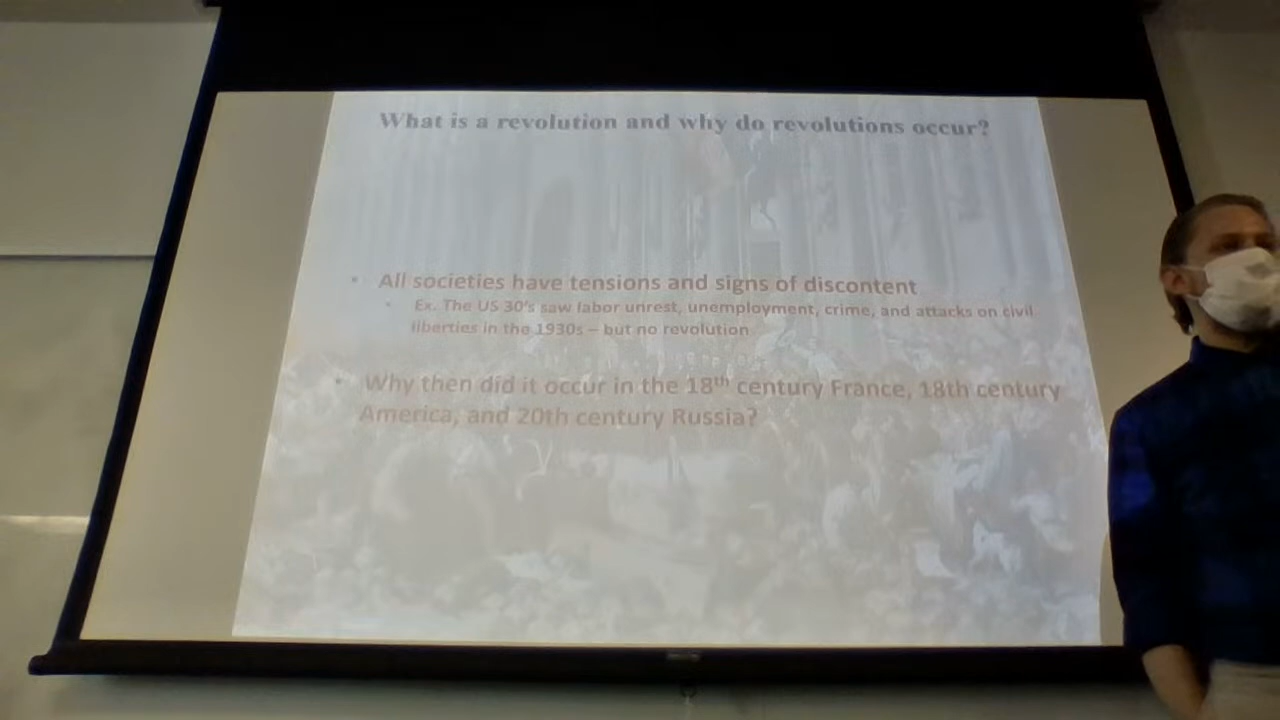 What is a revolution and why do revolutions occur?
• All societies have tensions and signs of discontent
• Ex. The US 30's saw labor unrest, unemployment, crime, and attacks on civil
liberties in the 1930s – but no revolution
• Why then did it occur in the 18th century France, 18th century
America, and 20th century Russia?